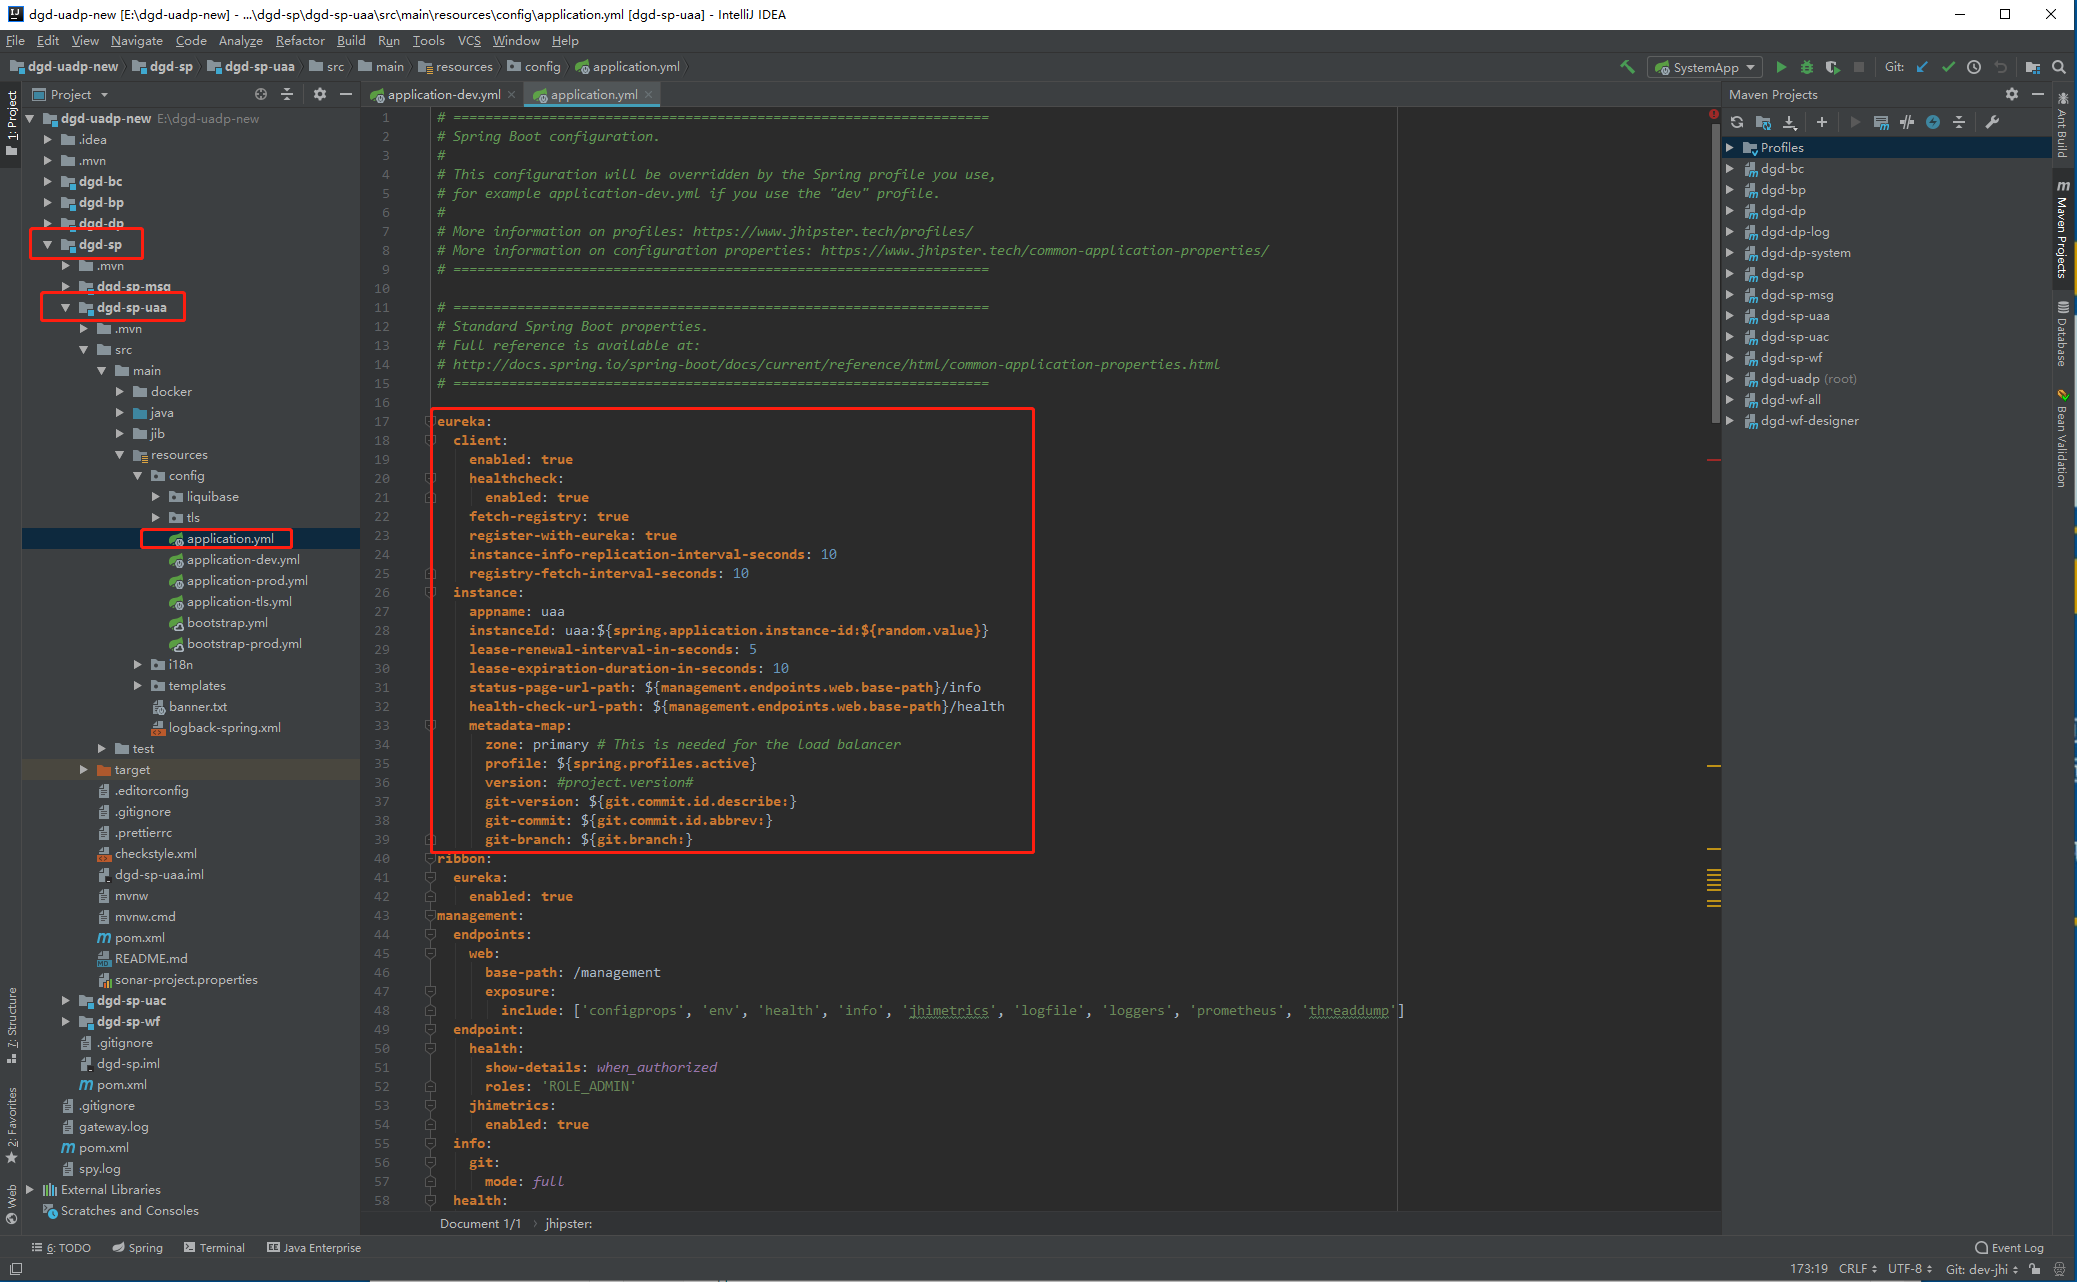 dgd-uadp-new [E:\dgd-uadp-new] - ...\dgd-sp\dgd-sp-uaa\src\main\resources\config\application.yml [dgd-sp-uaa] - IntelliJ IDEA
File Edit View Navigate Code Analyze Refactor Build Run Tools VCS Window Help
dgd-uadp-new dgd-sp dgd-sp-uaa src main resources config application.yml SystemApp Git:
1: Project
7: Structure
2: Favorites
Web
Project
dgd-uadp-new E:\dgd-uadp-new
.idea
.mvn
dgd-bc
dgd-bp
dgd-dp
dgd-sp
.mvn
dgd-sp-msg
dgd-sp-uaa
.mvn
src
main
docker
java
jib
resources
config
liquibase
tls
application.yml
application-dev.yml
application-prod.yml
application-tls.yml
bootstrap.yml
bootstrap-prod.yml
i18n
templates
banner.txt
logback-spring.xml
test
target
.editorconfig
.gitignore
.prettierrc
checkstyle.xml
dgd-sp-uaa.iml
mvnw
mvnw.cmd
pom.xml
README.md
sonar-project.properties
dgd-sp-uac
dgd-sp-wf
.gitignore
dgd-sp.iml
pom.xml
.gitignore
gateway.log
pom.xml
spy.log
External Libraries
Scratches and Consoles
application-dev.yml application.yml
1 # ===================================================================
2 # Spring Boot configuration.
3 #
4 # This configuration will be overridden by the Spring profile you use,
5 # for example application-dev.yml if you use the "dev" profile.
6 #
7 # More information on profiles: https://www.jhipster.tech/profiles/
8 # More information on configuration properties: https://www.jhipster.tech/common-application-properties/
9 # ===================================================================
10
11 # ===================================================================
12 # Standard Spring Boot properties.
13 # Full reference is available at:
14 # http://docs.spring.io/spring-boot/docs/current/reference/html/common-application-properties.html
15 # ===================================================================
16
17 eureka:
18 client:
19 enabled: true
20 healthcheck:
21 enabled: true
22 fetch-registry: true
23 register-with-eureka: true
24 instance-info-replication-interval-seconds: 10
25 registry-fetch-interval-seconds: 10
26 instance:
27 appname: uaa
28 instanceId: uaa:${spring.application.instance-id:${random.value}}
29 lease-renewal-interval-in-seconds: 5
30 lease-expiration-duration-in-seconds: 10
31 status-page-url-path: ${management.endpoints.web.base-path}/info
32 health-check-url-path: ${management.endpoints.web.base-path}/health
33 metadata-map:
34 zone: primary # This is needed for the load balancer
35 profile: ${spring.profiles.active}
36 version: #project.version#
37 git-version: ${git.commit.id.describe:}
38 git-commit: ${git.commit.id.abbrev:}
39 git-branch: ${git.branch:}
40 ribbon:
41 eureka:
42 enabled: true
43 management:
44 endpoints:
45 web:
46 base-path: /management
47 exposure:
48 include: ['configprops', 'env', 'health', 'info', 'jhimetrics', 'logfile', 'loggers', 'prometheus', 'threaddump']
49 endpoint:
50 health:
51 show-details: when_authorized
52 roles: 'ROLE_ADMIN'
53 jhimetrics:
54 enabled: true
55 info:
56 git:
57 mode: full
58 health:
Document 1/1 jhipster:
Maven Projects
Profiles
dgd-bc
dgd-bp
dgd-dp
dgd-dp-log
dgd-dp-system
dgd-sp
dgd-sp-msg
dgd-sp-uaa
dgd-sp-uac
dgd-sp-wf
dgd-uadp (root)
dgd-wf-all
dgd-wf-designer
Ant Build
Maven Projects
Database
Bean Validation
6: TODO Spring Terminal Java Enterprise Event Log
173:19 CRLF UTF-8 Git: dev-jhi